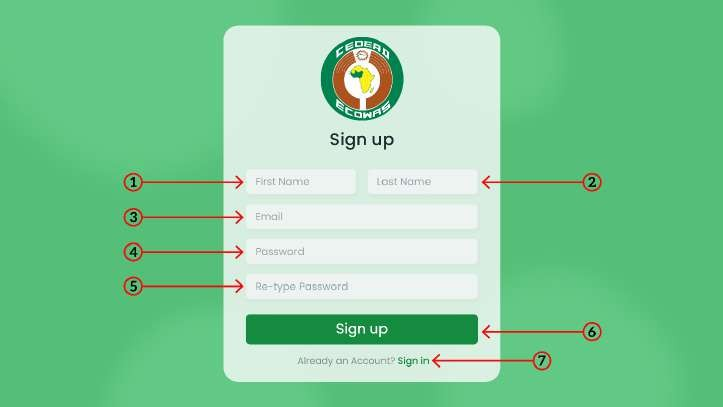 CEDEAO
ECOWAS
Sign up
1 First Name Last Name 2
3 Email
4 Password
5 Re-type Password
Sign up 6
Already an Account? Sign in 7